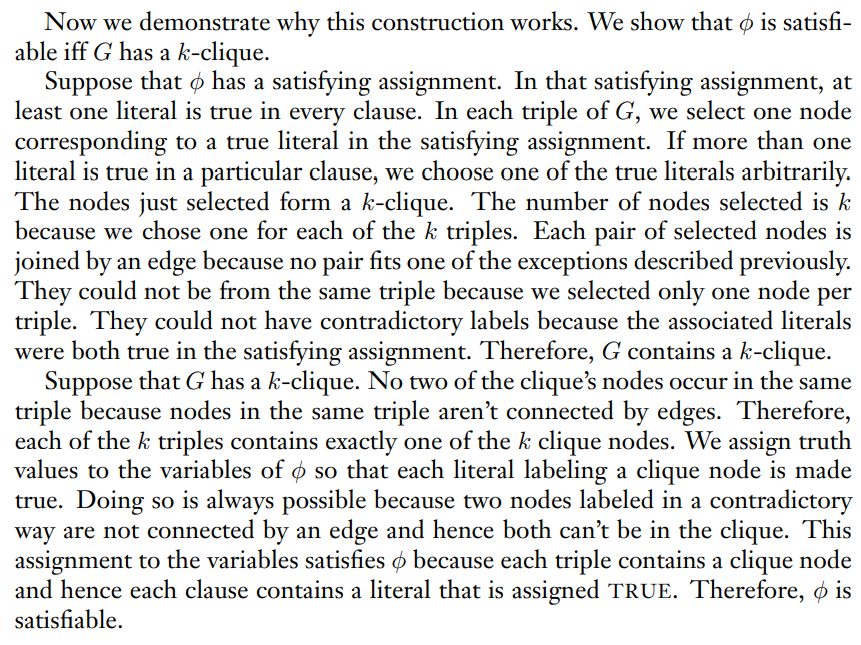 Now we demonstrate why this construction works. We show that ϕ is satisfi-
able iff G has a k-clique.
Suppose that ϕ has a satisfying assignment. In that satisfying assignment, at
least one literal is true in every clause. In each triple of G, we select one node
corresponding to a true literal in the satisfying assignment. If more than one
literal is true in a particular clause, we choose one of the true literals arbitrarily.
The nodes just selected form a k-clique. The number of nodes selected is k
because we chose one for each of the k triples. Each pair of selected nodes is
joined by an edge because no pair fits one of the exceptions described previously.
They could not be from the same triple because we selected only one node per
triple. They could not have contradictory labels because the associated literals
were both true in the satisfying assignment. Therefore, G contains a k-clique.
Suppose that G has a k-clique. No two of the clique's nodes occur in the same
triple because nodes in the same triple aren't connected by edges. Therefore,
each of the k triples contains exactly one of the k clique nodes. We assign truth
values to the variables of ϕ so that each literal labeling a clique node is made
true. Doing so is always possible because two nodes labeled in a contradictory
way are not connected by an edge and hence both can't be in the clique. This
assignment to the variables satisfies ϕ because each triple contains a clique node
and hence each clause contains a literal that is assigned TRUE. Therefore, ϕ is
satisfiable.